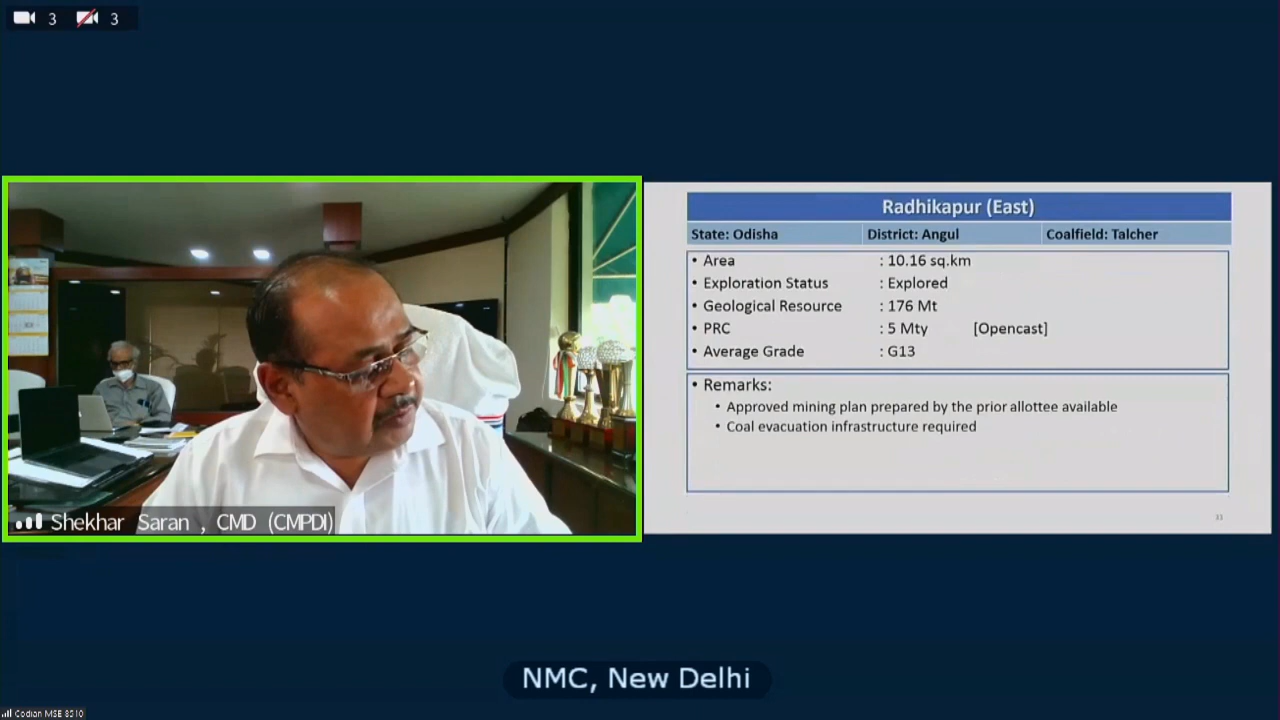 3 3
Radhikapur (East)
State: Odisha District: Angul Coalfield: Talcher
• Area : 10.16 sq.km
• Exploration Status : Explored
• Geological Resource : 176 Mt
• PRC : 5 Mty [Opencast]
• Average Grade : G13
• Remarks:
• Approved mining plan prepared by the prior allottee available
• Coal evacuation infrastructure required
33
Shekhar Saran , CMD (CMPDI)
NMC, New Delhi
Codian MSE 8510